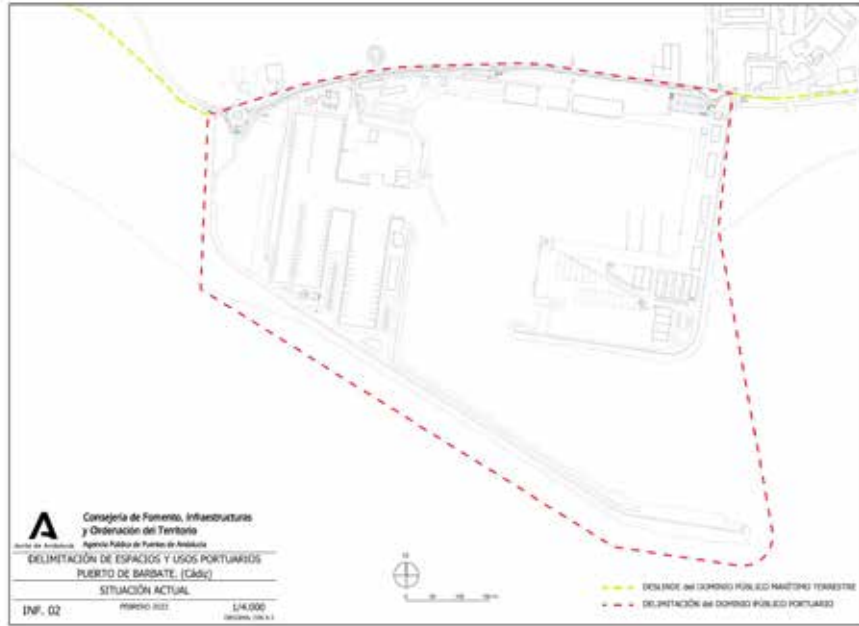 Consejería de Fomento, Infraestructuras
y Ordenación del Territorio
Junta de Andalucía
Agencia Pública de Puertos de Andalucía
DELIMITACIÓN DE ESPACIOS Y USOS PORTUARIOS
PUERTO DE BARBATE. (Cádiz)
SITUACIÓN ACTUAL
INF. 02
FEBRERO 2022
1/4.000
DESLINDE del DOMINIO PÚBLICO MARÍTIMO TERRESTRE
DELIMITACIÓN del DOMINIO PÚBLICO PORTUARIO